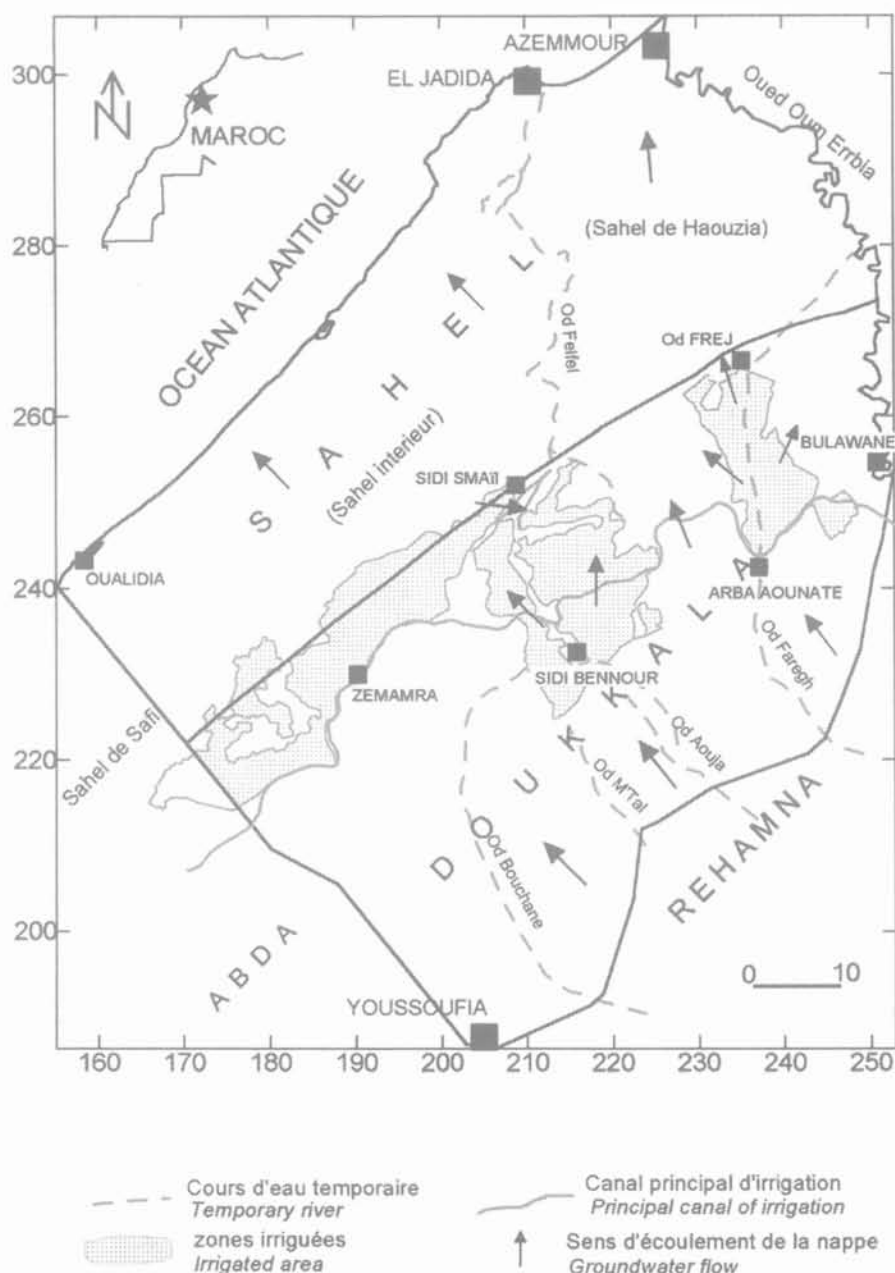 AZEMMOUR
300
EL JADIDA
N
MAROC
Oued Oum Errbia
OCEAN ATLANTIQUE
(Sahel de Haouzia)
280
SAHEL
Od Felfel
Od FREJ
260
(Sahel interieur)
SIDI SMAïl
BULAWANE
OUALIDIA
240
ARBA AOUNATE
ZEMAMRA
SIDI BENNOUR
Od Faregh
Sahel de Safi
220
DOUKKALA
Od Aouja
Od M'Tal
Od Bouchane
REHAMNA
200
ABDA
0 10
YOUSSOUFIA
160 170 180 190 200 210 220 230 240 250
Cours d'eau temporaire
Temporary river
Canal principal d'irrigation
Principal canal of irrigation
zones irriguées
Irrigated area
Sens d'écoulement de la nappe
Groundwater flow